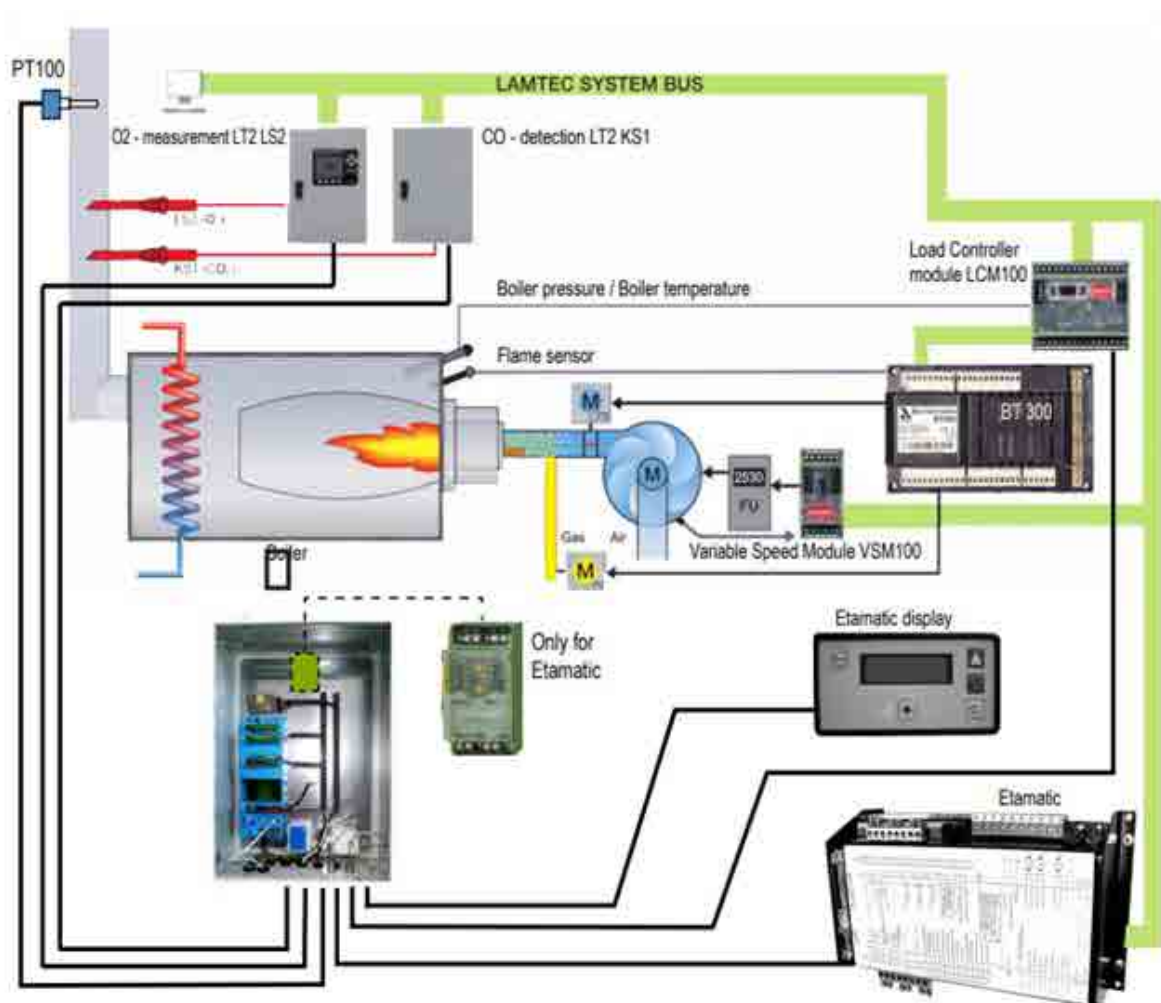 PT100
LAMTEC SYSTEM BUS
O2 - measurement LT2 LS2
CO - detection LT2 KS1
Load Controller
module LCM100
Boiler pressure / Boiler temperature
Flame sensor
M
BT 300
M
2530
FU
Gas
Air
Variable Speed Module VSM100
M
Boiler
Only for
Etamatic
Etamatic display
Etamatic